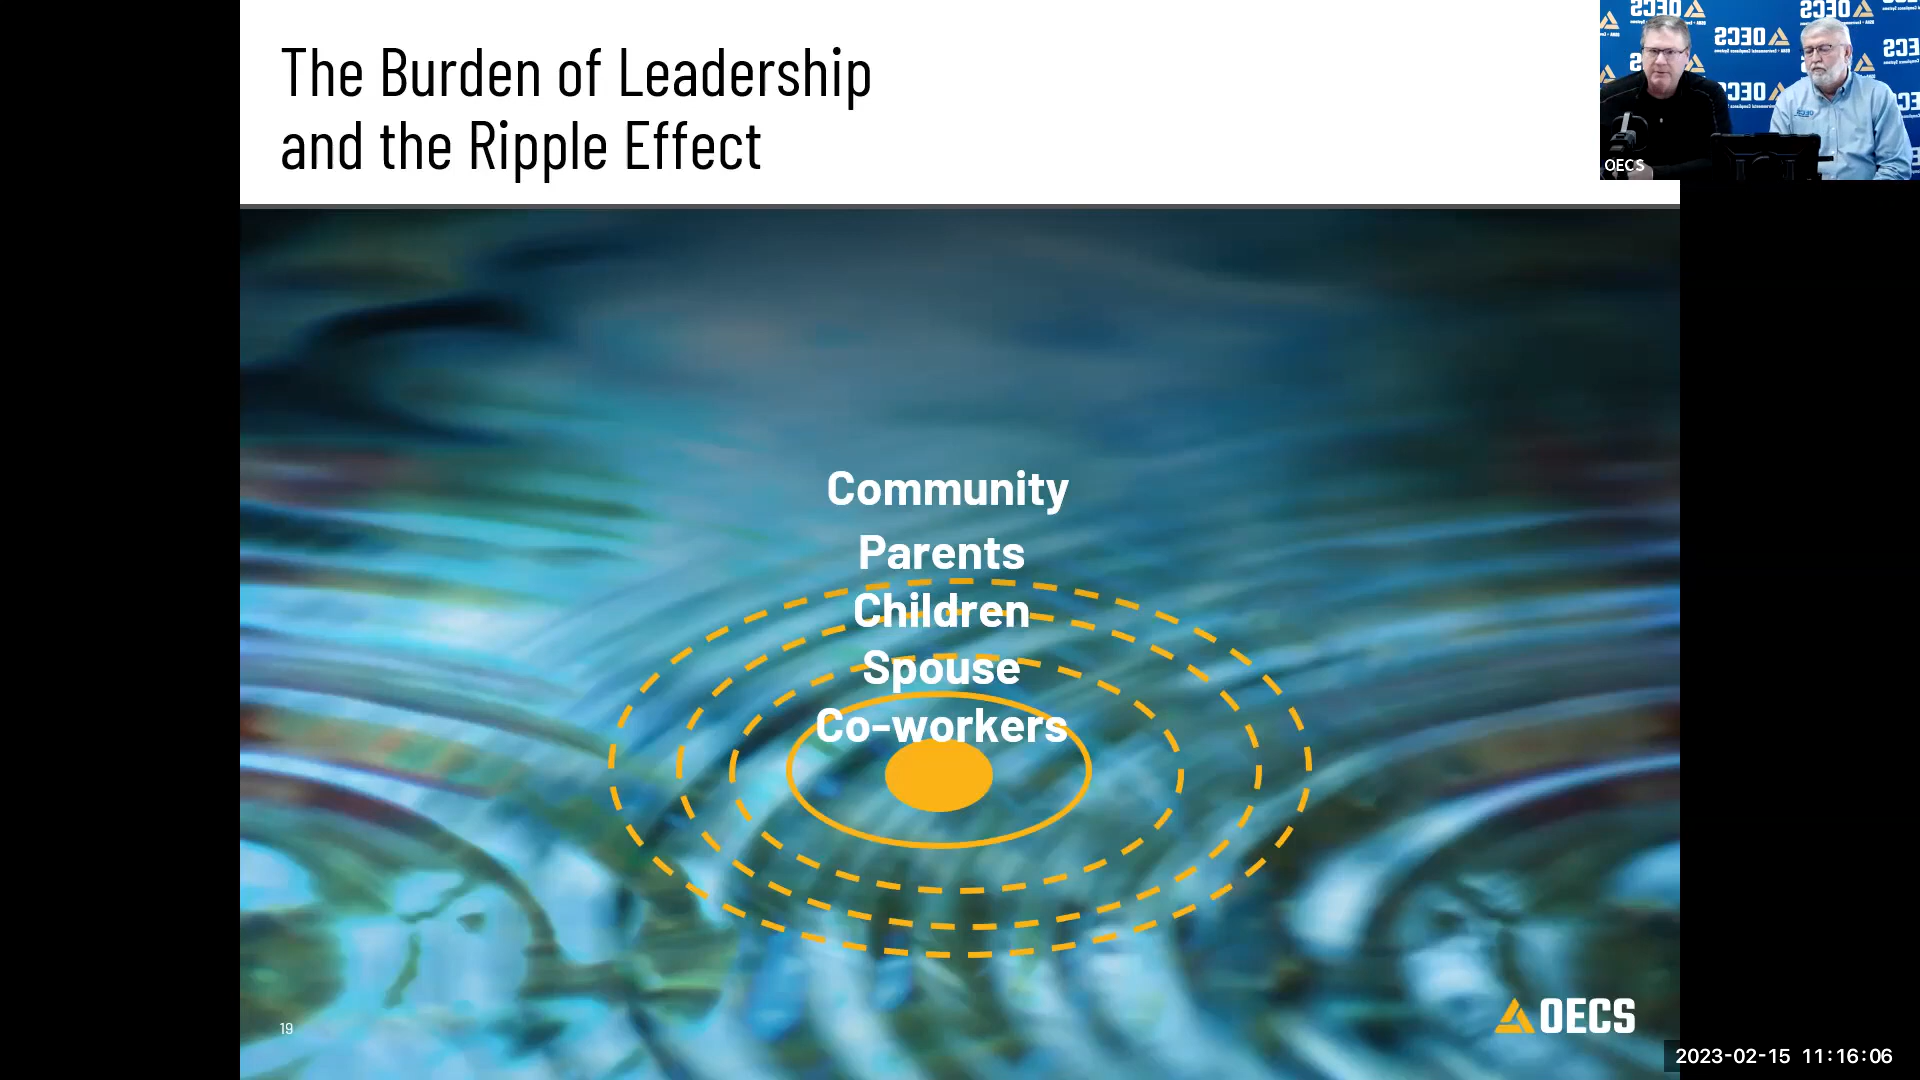 The Burden of Leadership
and the Ripple Effect
OECS
Community
Parents
Children
Spouse
Co-workers
19
OECS
2023-02-15 11:16:06